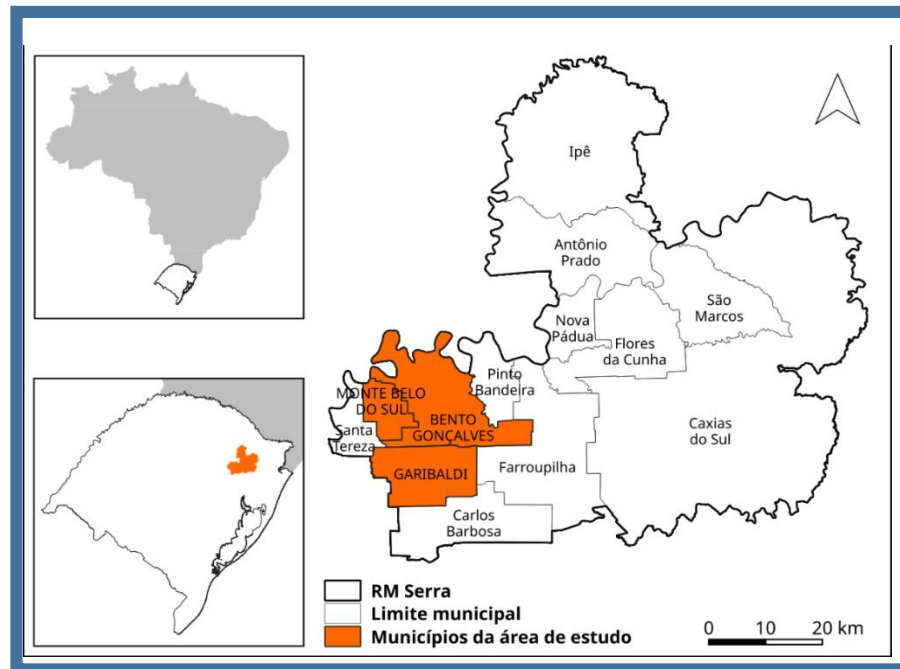 Ipê
Antônio
Prado
São
Marcos
Nova
Pádua
Flores
da Cunha
Pinto
Bandeira
MONTE BELO
DO SUL
BENTO
GONÇALVES
Santa
Tereza
Caxias
do Sul
GARIBALDI
Farroupilha
Carlos
Barbosa
RM Serra
Limite municipal
Municípios da área de estudo
0 10 20 km